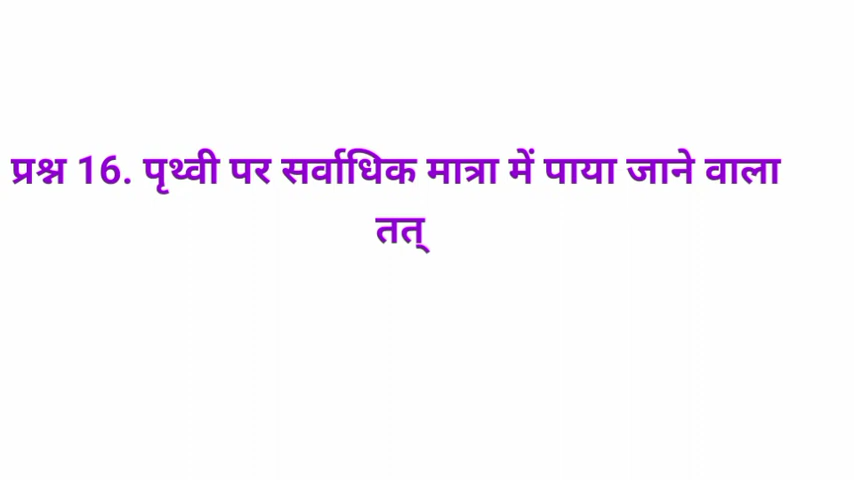 प्रश्न 16. पृथ्वी पर सर्वाधिक मात्रा में पाया जाने वाला
तत्